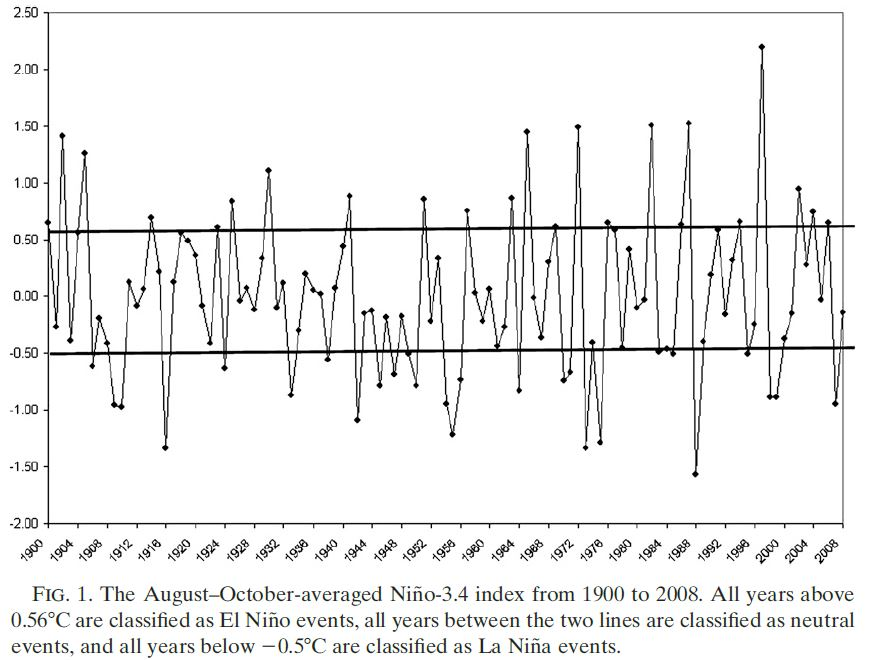 2.50
2.00
1.50
1.00
0.50
0.00
-0.50
-1.00
-1.50
-2.00
1900 1904 1908 1912 1916 1920 1924 1928 1932 1936 1940 1944 1948 1952 1956 1960 1964 1968 1972 1976 1980 1984 1988 1992 1996 2000 2004 2008
FIG. 1. The August–October-averaged Niño-3.4 index from 1900 to 2008. All years above
0.56°C are classified as El Niño events, all years between the two lines are classified as neutral
events, and all years below −0.5°C are classified as La Niña events.